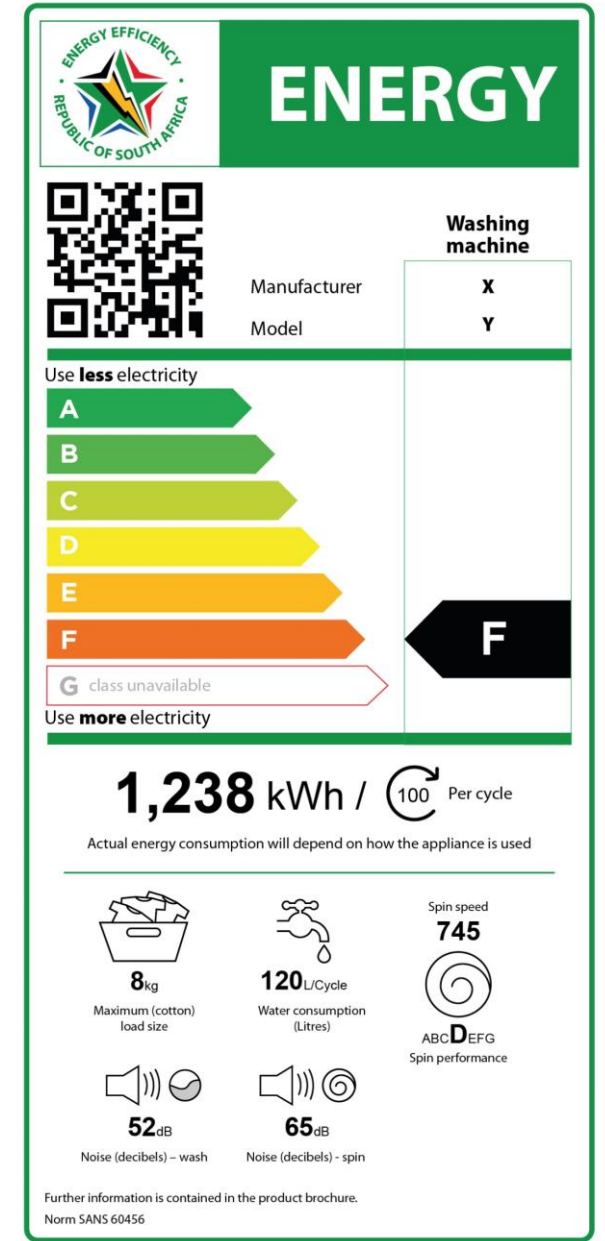 ENERGY EFFICIENCY
REPUBLIC OF SOUTH AFRICA
ENERGY
Washing
machine
Manufacturer X
Model Y
Use less electricity
A
B
C
D
E
F
F
G class unavailable
Use more electricity
1,238 kWh / 100 Per cycle
Actual energy consumption will depend on how the appliance is used
8kg
Maximum (cotton)
load size
120L/Cycle
Water consumption
(Litres)
Spin speed
745
ABCDEFG
Spin performance
52dB
Noise (decibels) – wash
65dB
Noise (decibels) - spin
Further information is contained in the product brochure.
Norm SANS 60456